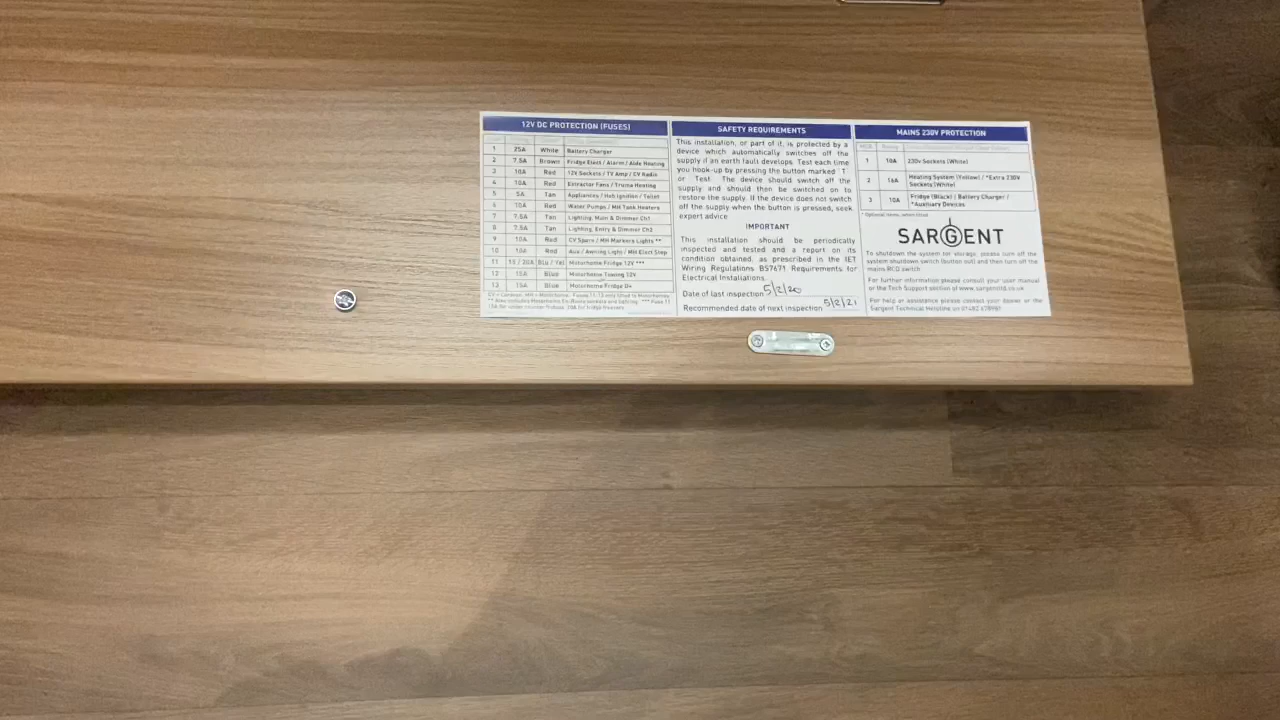 12V DC PROTECTION (FUSES)
1 25A White Battery Charger
2 7.5A Brown Fridge Elect / Alarm / Alde Heating
3 10A Red 12V Sockets / TV Amp / CV Radio
4 10A Red Extractor Fans / Truma Heating
5 5A Tan Appliances / Hob Ignition / Toilet
6 10A Red Water Pumps / MH Tank Heaters
7 7.5A Tan Lighting, Main & Dimmer Ch1
8 7.5A Tan Lighting, Entry & Dimmer Ch2
9 10A Red CV Spare / MH Markers Lights **
10 10A Red Aux / Awning Light / MH Elect Step
11 15 / 20A Blu / Yel Motorhome Fridge 12V ***
12 15A Blue Motorhome Towing 12V
13 15A Blue Motorhome Fridge D+
SAFETY REQUIREMENTS
This installation, or part of it, is protected by a
device which automatically switches off the
supply if an earth fault develops. Test each time
you hook-up by pressing the button marked 'T'
or Test. The device should switch off the
supply and should then be switched on to
restore the supply. If the device does not switch
off the supply when the button is pressed, seek
expert advice
IMPORTANT
This installation should be periodically
inspected and tested and a report on its
condition obtained, as prescribed in the IET
Wiring Regulations BS7671 Requirements for
Electrical Installations.
Date of last inspection 5/2/20
Recommended date of next inspection 5/2/21
MAINS 230V PROTECTION
MCB Rating
1 10A 230v Sockets (White)
2 16A Heating System (Yellow) / *Extra 230V
Sockets (White)
3 10A Fridge (Black) / Battery Charger /
*Auxiliary Devices
* Optional items, when fitted
SARGENT
To shutdown the system for storage, please turn off the
system shutdown switch (button out) and then turn off the
mains RCD switch
For further information please consult your user manual
or the Tech Support section of www.sargentltd.co.uk
For help or assistance please contact your dealer or the
Sargent Technical Helpline on 01482 678981